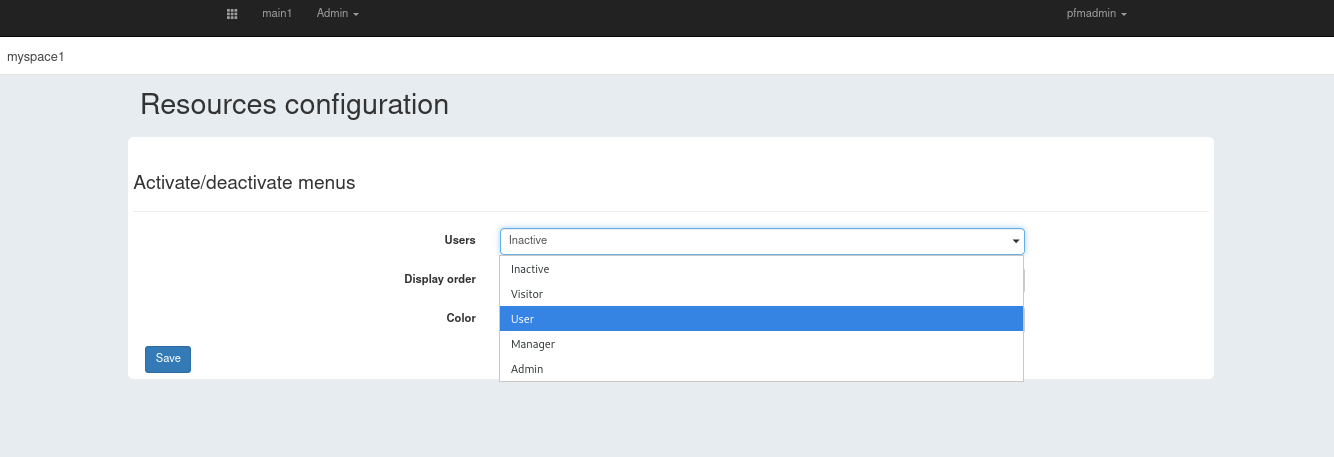 main1 Admin pfmadmin
myspace1
Resources configuration
Activate/deactivate menus
Users Inactive
Inactive
Display order
Visitor
Color User
Manager
Save
Admin